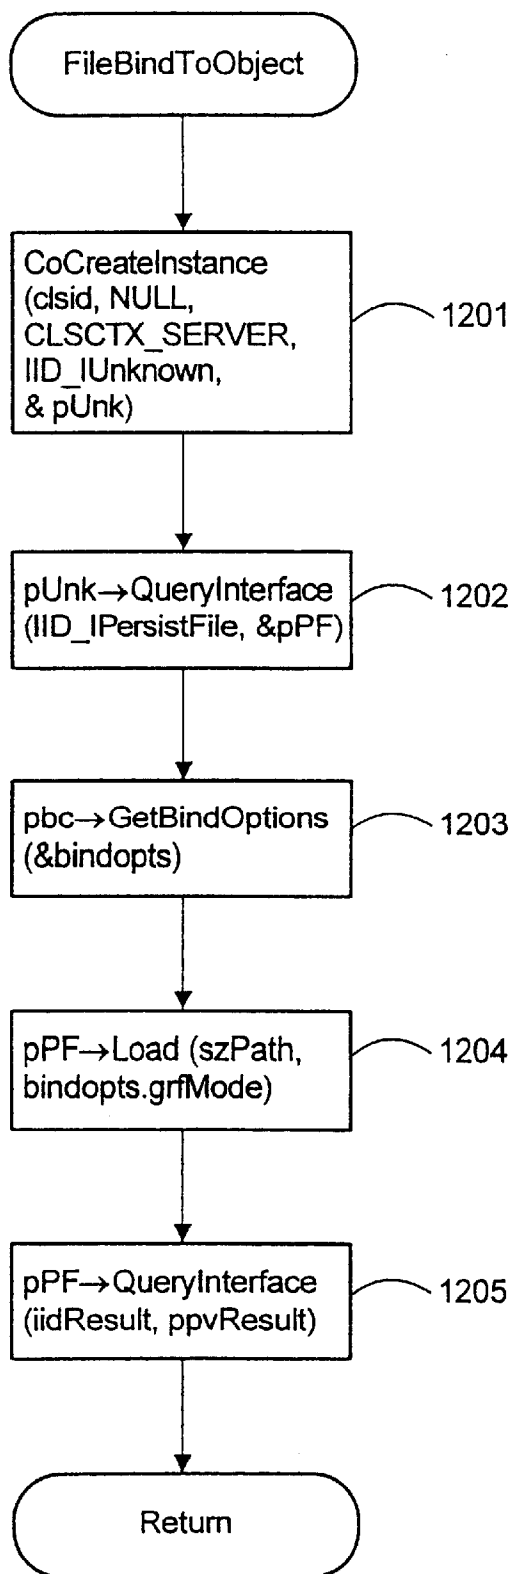 FileBindToObject
CoCreateInstance
(clsid, NULL,
CLSCTX_SERVER,
IID_IUnknown,
& pUnk)
1201
pUnk→QueryInterface
(IID_IPersistFile, &pPF)
1202
pbc→GetBindOptions
(&bindopts)
1203
pPF→Load (szPath,
bindopts.grfMode)
1204
pPF→QueryInterface
(iidResult, ppvResult)
1205
Return